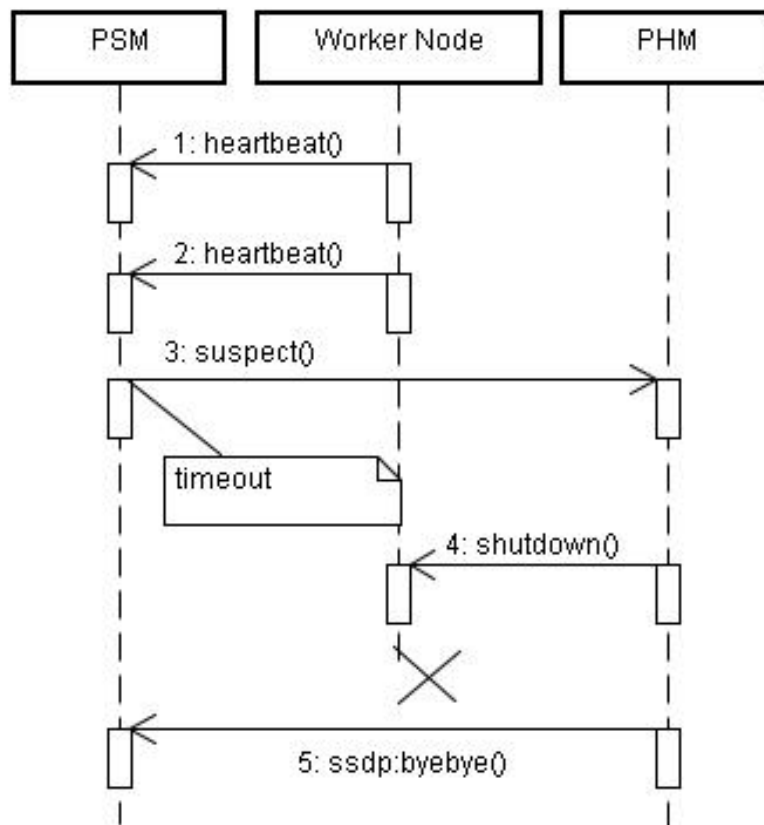 PSM
Worker Node
PHM
1: heartbeat()
2: heartbeat()
3: suspect()
timeout
4: shutdown()
5: ssdp:byebye()